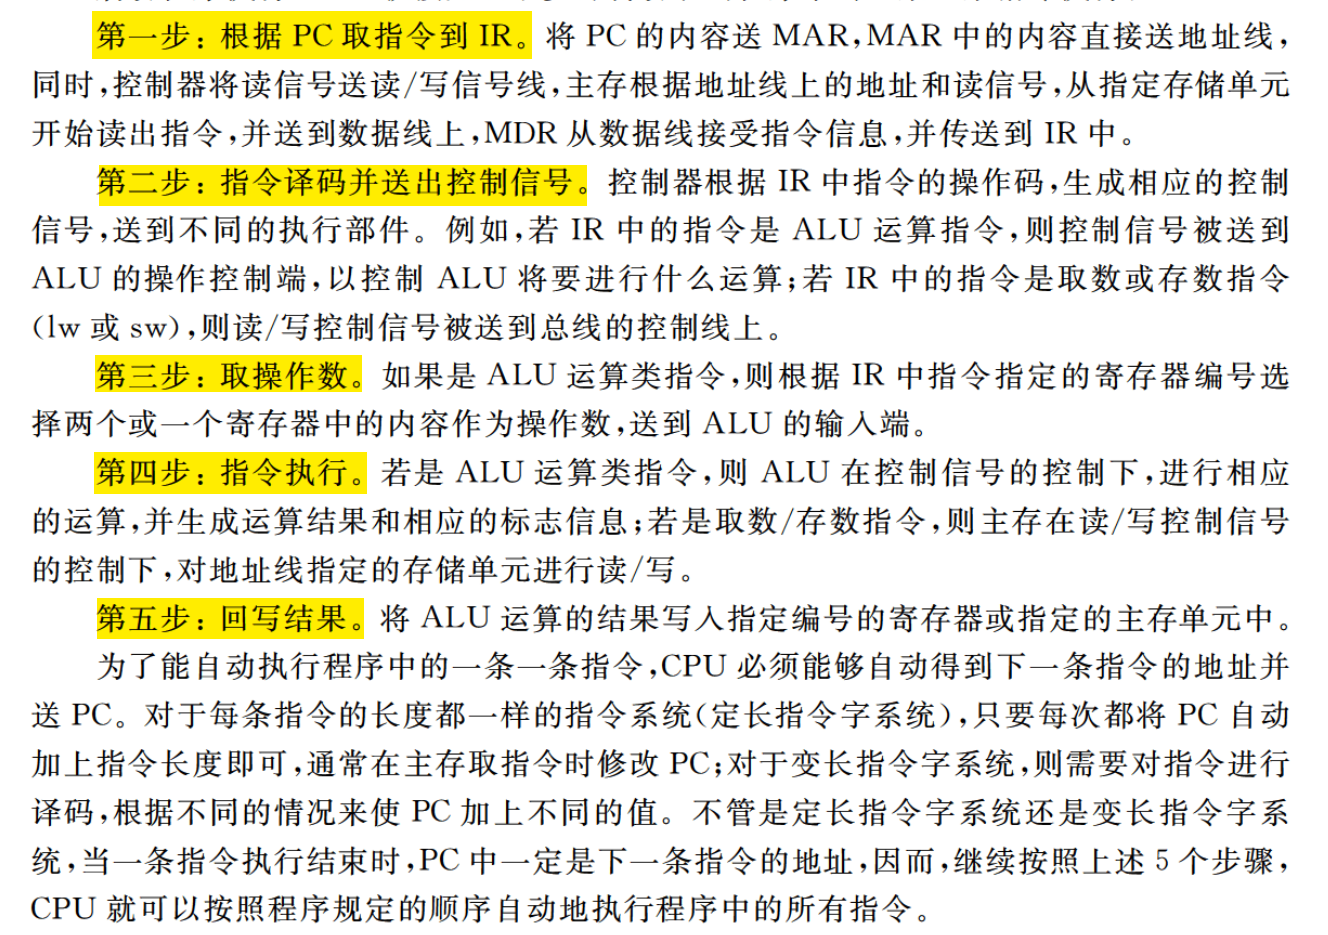 第一步：根据 PC 取指令到 IR。将 PC 的内容送 MAR,MAR 中的内容直接送地址线,
同时,控制器将读信号送读/写信号线,主存根据地址线上的地址和读信号,从指定存储单元
开始读出指令,并送到数据线上,MDR 从数据线接受指令信息,并传送到 IR 中。
第二步：指令译码并送出控制信号。控制器根据 IR 中指令的操作码,生成相应的控制
信号,送到不同的执行部件。例如,若 IR 中的指令是 ALU 运算指令,则控制信号被送到
ALU 的操作控制端,以控制 ALU 将要进行什么运算;若 IR 中的指令是取数或存数指令
(lw 或 sw),则读/写控制信号被送到总线的控制线上。
第三步：取操作数。如果是 ALU 运算类指令,则根据 IR 中指令指定的寄存器编号选
择两个或一个寄存器中的内容作为操作数,送到 ALU 的输入端。
第四步：指令执行。若是 ALU 运算类指令,则 ALU 在控制信号的控制下,进行相应
的运算,并生成运算结果和相应的标志信息;若是取数/存数指令,则主存在读/写控制信号
的控制下,对地址线指定的存储单元进行读/写。
第五步：回写结果。将 ALU 运算的结果写入指定编号的寄存器或指定的主存单元中。
为了能自动执行程序中的一条一条指令,CPU 必须能够自动得到下一条指令的地址并
送 PC。对于每条指令的长度都一样的指令系统(定长指令字系统),只要每次都将 PC 自动
加上指令长度即可,通常在主存取指令时修改 PC;对于变长指令字系统,则需要对指令进行
译码,根据不同的情况来使 PC 加上不同的值。不管是定长指令字系统还是变长指令字系
统,当一条指令执行结束时,PC 中一定是下一条指令的地址,因而,继续按照上述 5 个步骤,
CPU 就可以按照程序规定的顺序自动地执行程序中的所有指令。